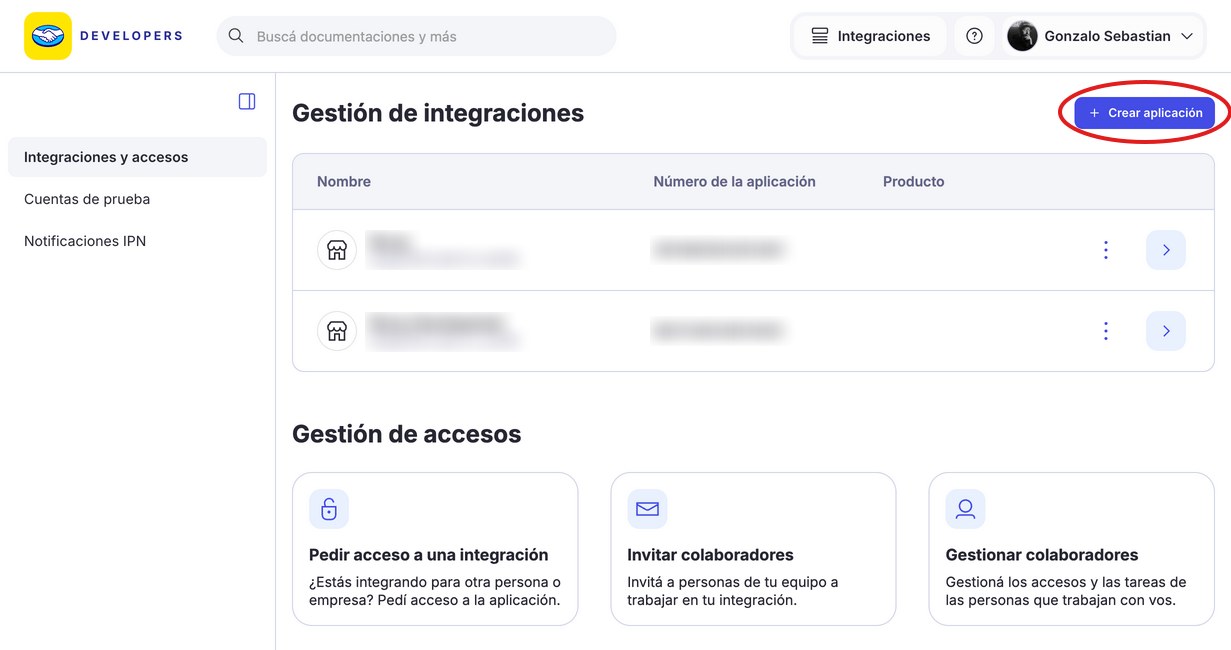 DEVELOPERS
Buscá documentaciones y más
Integraciones
Gonzalo Sebastian
Gestión de integraciones
+ Crear aplicación
Integraciones y accesos
Cuentas de prueba
Notificaciones IPN
Nombre
Número de la aplicación
Producto
Gestión de accesos
Pedir acceso a una integración
¿Estás integrando para otra persona o
empresa? Pedí acceso a la aplicación.
Invitar colaboradores
Invitá a personas de tu equipo a
trabajar en tu integración.
Gestionar colaboradores
Gestioná los accesos y las tareas de
las personas que trabajan con vos.